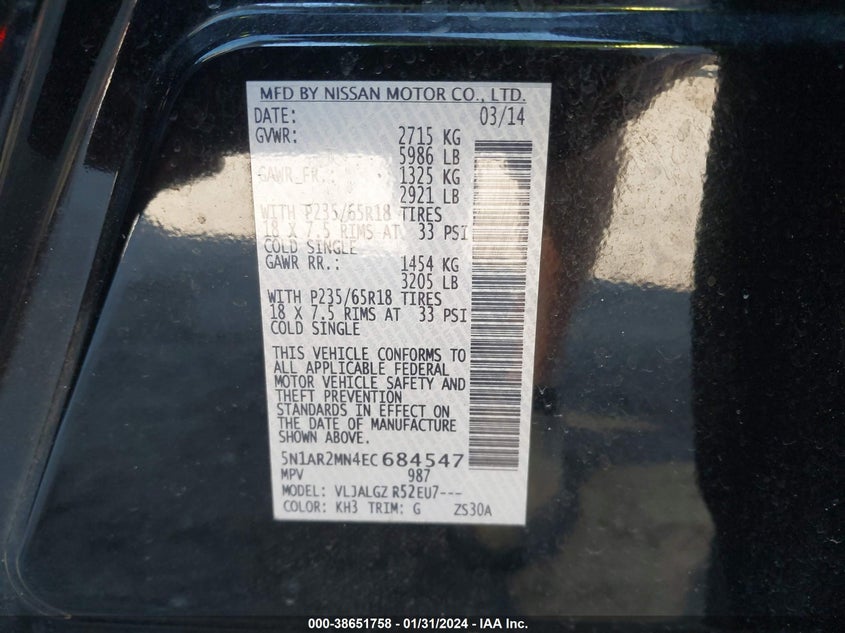 MFD BY NISSAN MOTOR CO., LTD.
DATE: 03/14
GVWR: 2715 KG
5986 LB
GAWR FR.: 1325 KG
2921 LB
WITH P235/65R18 TIRES
18 X 7.5 RIMS AT 33 PSI
COLD SINGLE
GAWR RR.: 1454 KG
3205 LB
WITH P235/65R18 TIRES
18 X 7.5 RIMS AT 33 PSI
COLD SINGLE
THIS VEHICLE CONFORMS TO
ALL APPLICABLE FEDERAL
MOTOR VEHICLE SAFETY AND
THEFT PREVENTION
STANDARDS IN EFFECT ON
THE DATE OF MANUFACTURE
SHOWN ABOVE.
5N1AR2MN4EC684547
MPV 987
MODEL: VLJALGZ R52EU7---
COLOR: KH3 TRIM: G ZS30A
000-38651758 - 01/31/2024 - IAA Inc.